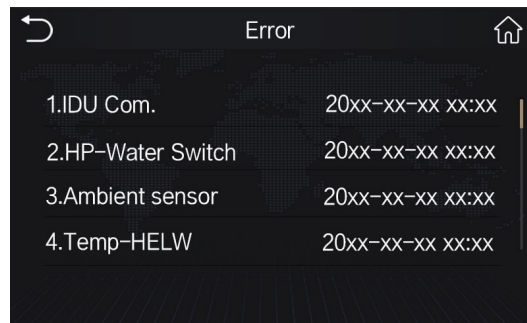 Error
1.IDU Com. 20xx-xx-xx xx:xx
2.HP-Water Switch 20xx-xx-xx xx:xx
3.Ambient sensor 20xx-xx-xx xx:xx
4.Temp-HELW 20xx-xx-xx xx:xx